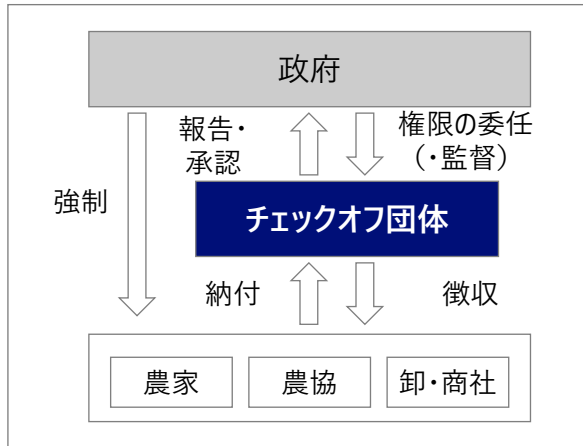 政府
報告・
承認
権限の委任
(・監督)
強制
チェックオフ団体
納付
徴収
農家
農協
卸・商社